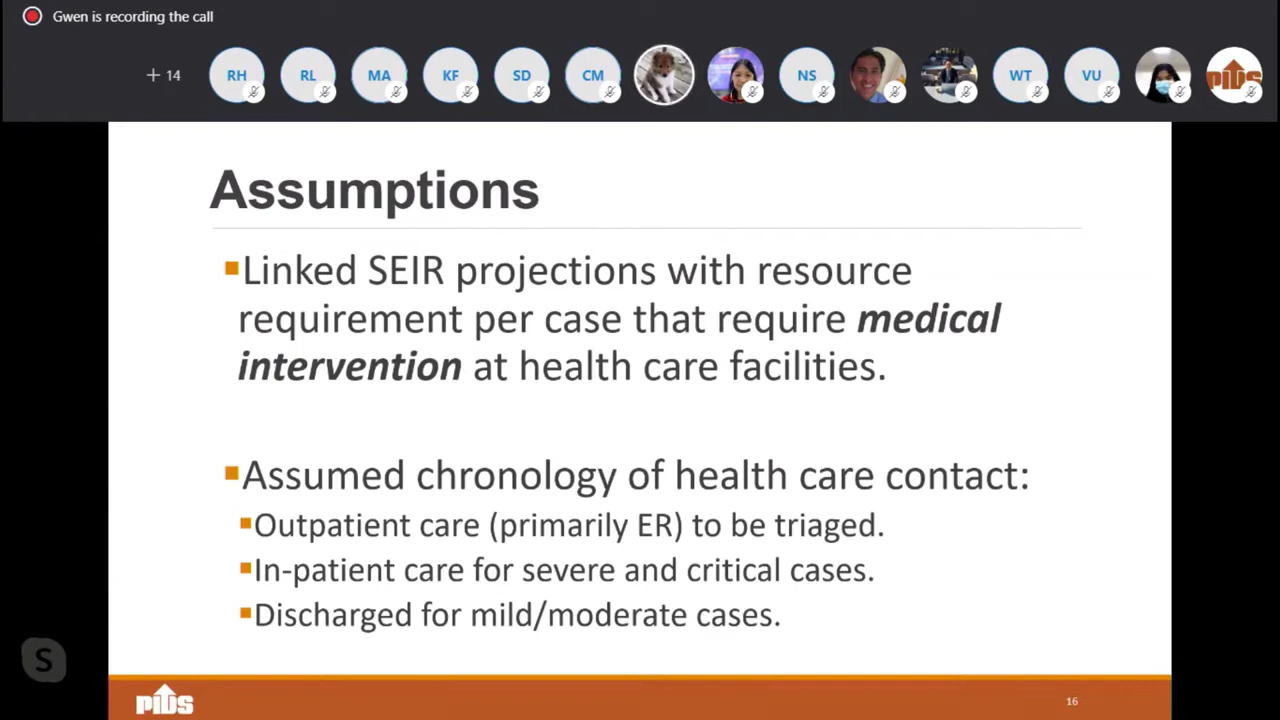 Gwen is recording the call
+ 14
RH
RL
MA
KF
SD
CM
NS
WT
VU
PIDS
Assumptions
▪Linked SEIR projections with resource
requirement per case that require medical
intervention at health care facilities.
▪Assumed chronology of health care contact:
▪Outpatient care (primarily ER) to be triaged.
▪In-patient care for severe and critical cases.
▪Discharged for mild/moderate cases.
S
PIDS
16